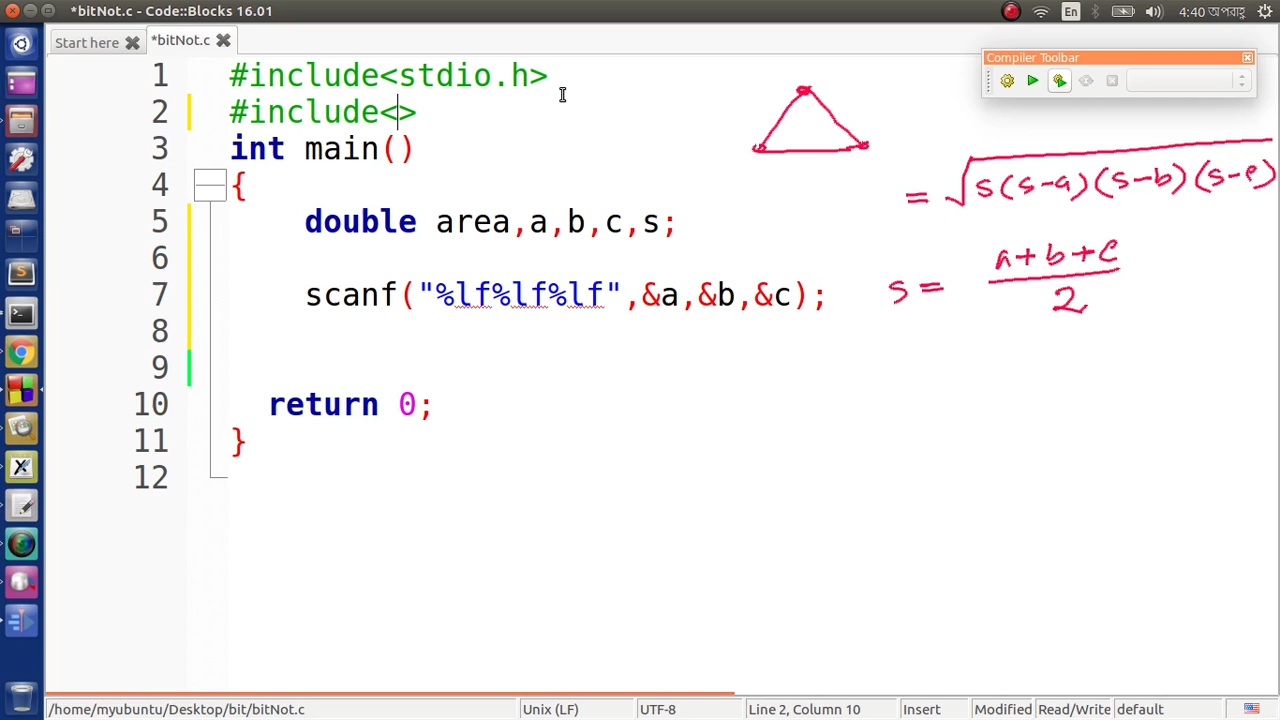 *bitNot.c - Code::Blocks 16.01
En
4:40 অপরাহ্ণ
Start here
*bitNot.c
Compiler Toolbar
1 #include<stdio.h>
2 #include<>
3 int main()
4 {
5 double area,a,b,c,s;
6
7 scanf("%lf%lf%lf",&a,&b,&c);
8
9
10 return 0;
11 }
12
= √s(s-a)(s-b)(s-c)
s = a+b+c
2
/home/myubuntu/Desktop/bit/bitNot.c
Unix (LF)
UTF-8
Line 2, Column 10
Insert
Modified
Read/Write
default